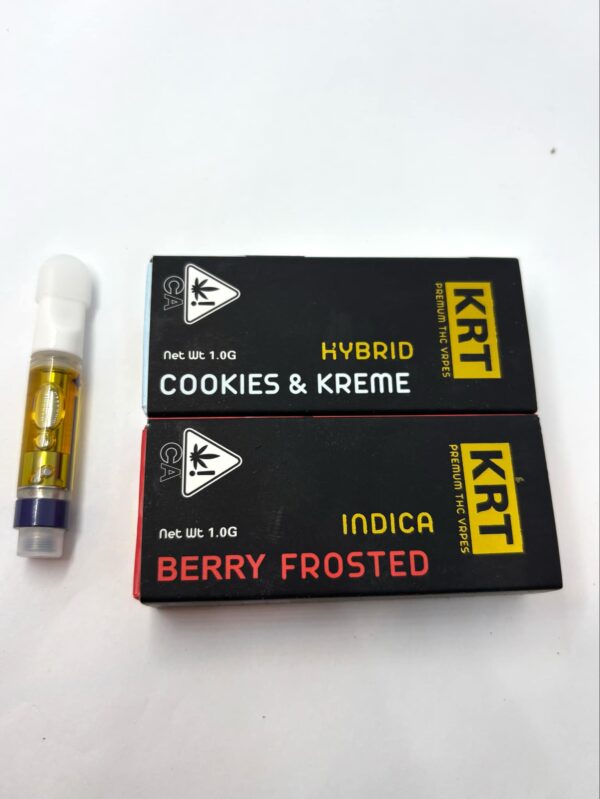 CA
Net Wt 1.0G
HYBRID
COOKIES & KREME
KRT
PREMIUM THC VAPES
CA
Net Wt 1.0G
INDICA
BERRY FROSTED
KRT
PREMIUM THC VAPES